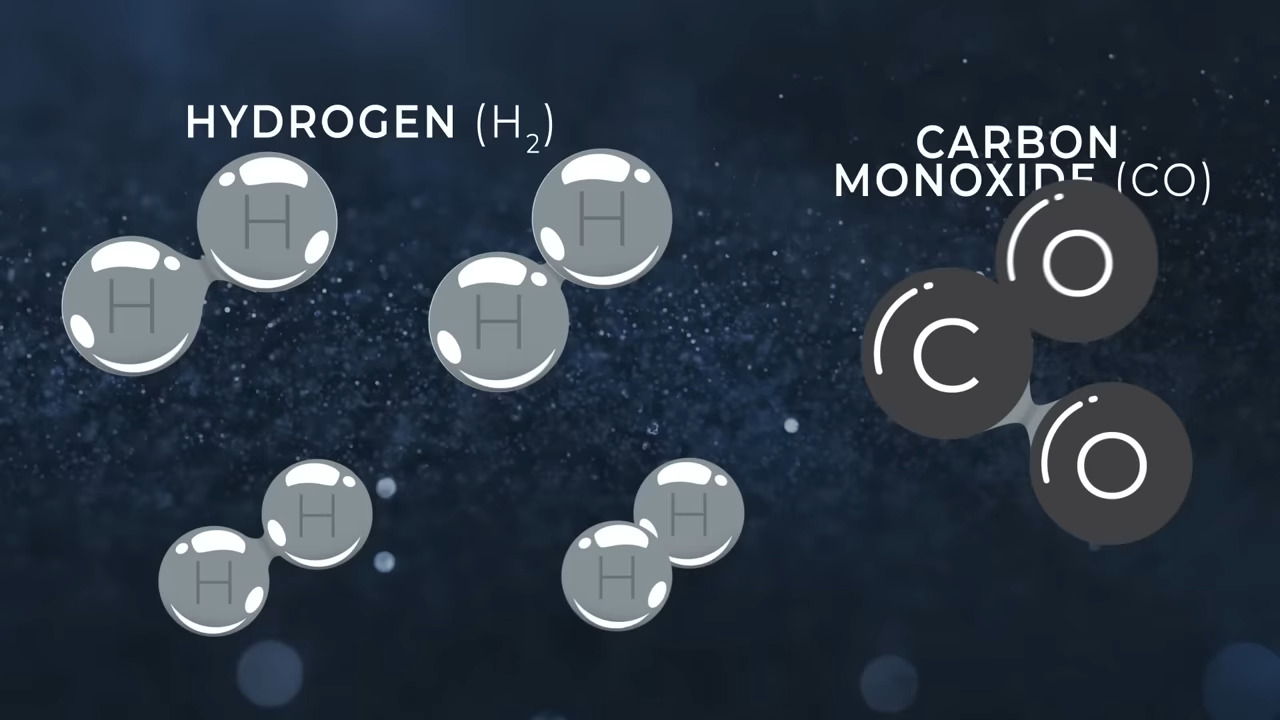 HYDROGEN (H₂)
CARBON
MONOXIDE (CO)
H
H
H
H
O
C
O
H
H
H
H